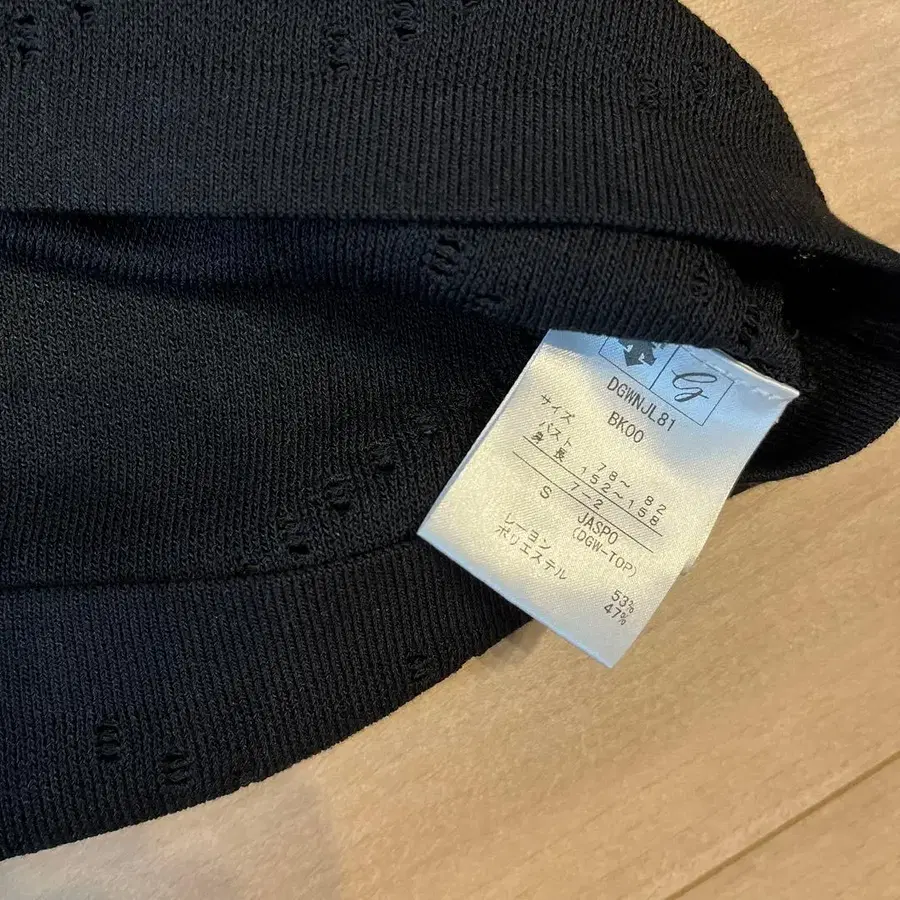 DGWNJL81
BK00
サイズ
バスト 78～ 82
身長 152～158
S 7-2
JASPO
(DGW-TOP)
レーヨン 53%
ポリエステル 47%